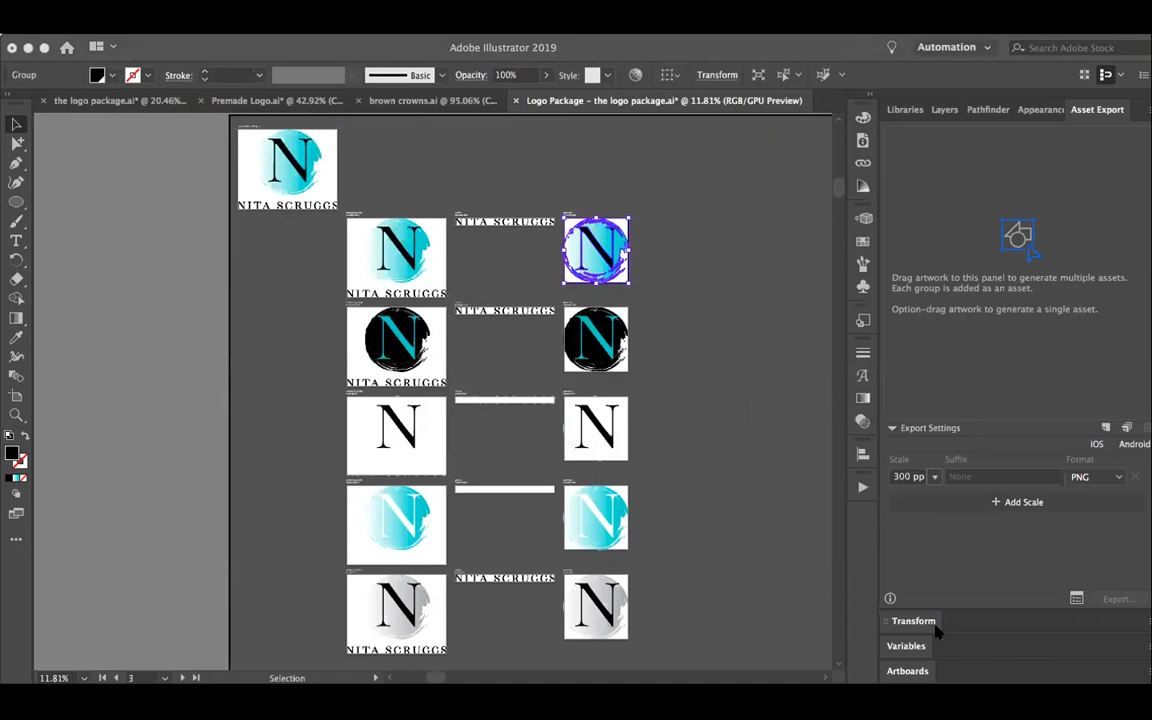 Adobe Illustrator 2019
Automation
Search Adobe Stock
Group
Stroke:
Basic
Opacity: 100%
Style:
Transform
the logo package.ai* @ 20.46%...
Premade Logo.ai* @ 42.92% (C...
brown crowns.ai @ 95.06% (C...
Logo Package - the logo package.ai* @ 11.81% (RGB/GPU Preview)
Libraries
Layers
Pathfinder
Appearance
Asset Export
N
NITA SCRUGGS
N
NITA SCRUGGS
NITA SCRUGGS
N
N
NITA SCRUGGS
NITA SCRUGGS
N
N
N
N
N
N
NITA SCRUGGS
NITA SCRUGGS
N
Drag artwork to this panel to generate multiple assets.
Each group is added as an asset.
Option-drag artwork to generate a single asset.
Export Settings
iOS
Android
Scale
Suffix
Format
300 pp
None
PNG
+ Add Scale
Export...
Transform
Variables
Artboards
11.81%
3
Selection